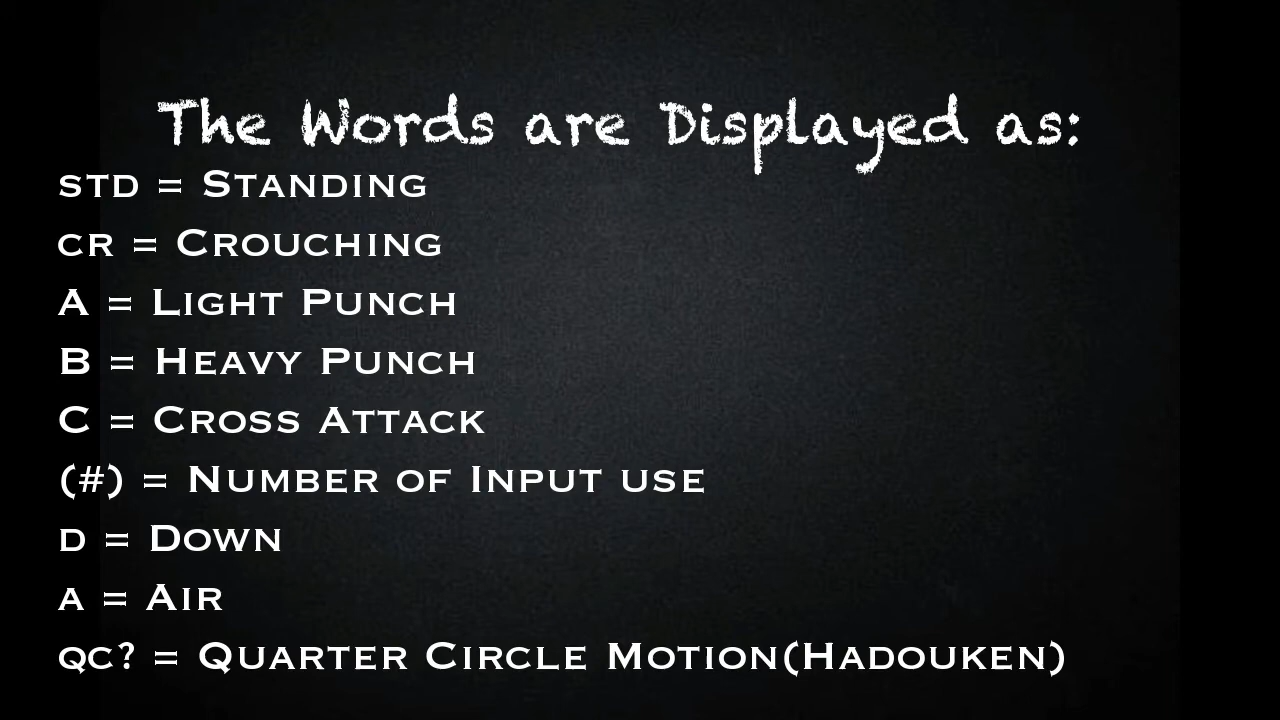 The Words are Displayed as:
std = Standing
cr = Crouching
A = Light Punch
B = Heavy Punch
C = Cross Attack
(#) = Number of Input use
d = Down
a = Air
qc? = Quarter Circle Motion(Hadouken)